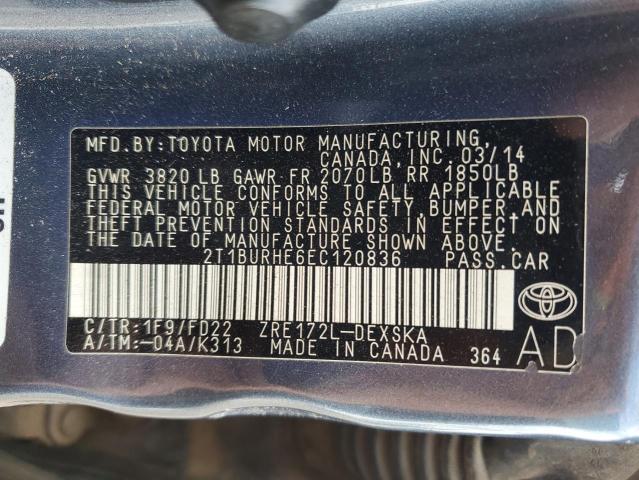 MFD.BY:TOYOTA MOTOR MANUFACTURING,
CANADA, INC. 03/14
GVWR 3820 LB GAWR FR 2070LB RR 1850LB
THIS VEHICLE CONFORMS TO ALL APPLICABLE
FEDERAL MOTOR VEHICLE SAFETY, BUMPER,AND
THEFT PREVENTION STANDARDS IN EFFECT ON
THE DATE OF MANUFACTURE SHOWN ABOVE.
2T1BURHE6EC120836 PASS.CAR
C/TR:1F9/FD22 ZRE172L-DEXSKA
A/TM:-04A/K313 MADE IN CANADA 364
AD